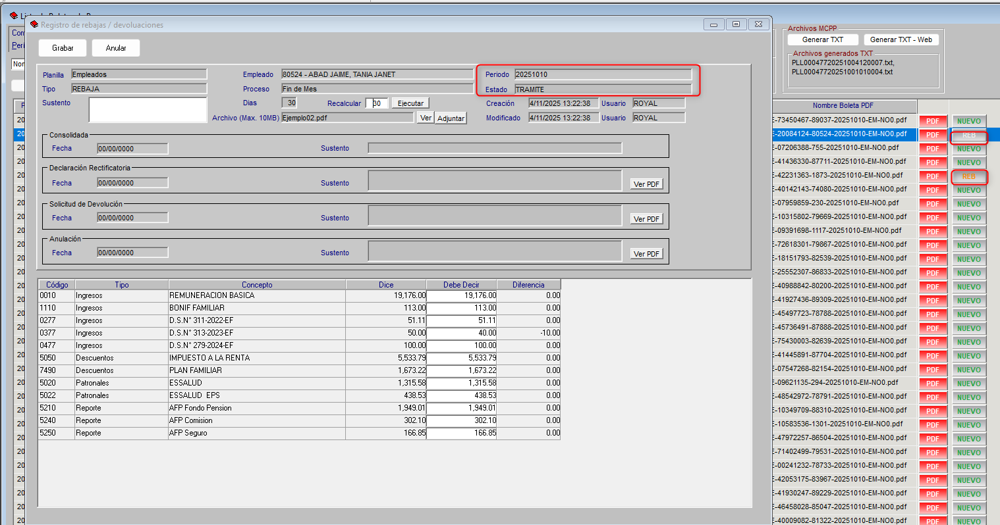 Registro de rebajas / devoluaciones
Grabar Anular
Archivos MCPP
Generar TXT Generar TXT - Web
Archivos generados TXT
PLL00047720251004120007.txt,
PLL00047720251001010004.txt
Planilla Empleados Empleado 80524 - ABAD JAIME, TANIA JANET Periodo 20251010
Tipo REBAJA Proceso Fin de Mes Estado TRAMITE
Sustento Dias 30 Recalcular 30 Ejecutar Creación 4/11/2025 13:22:38 Usuario ROYAL
Archivo (Max. 10MB) Ejemplo02.pdf Ver Adjuntar Modificado 4/11/2025 13:22:38 Usuario ROYAL
Consolidada
Fecha 00/00/0000 Sustento
Declaración Rectificatoria
Fecha 00/00/0000 Sustento Ver PDF
Solicitud de Devolución
Fecha 00/00/0000 Sustento Ver PDF
Anulación
Fecha 00/00/0000 Sustento Ver PDF
Código Tipo Concepto Dice Debe Decir Diferencia
0010 Ingresos REMUNERACION BASICA 19,176.00 19,176.00 0.00
1110 Ingresos BONIF FAMILIAR 113.00 113.00 0.00
0277 Ingresos D.S.N° 311-2022-EF 51.11 51.11 0.00
0377 Ingresos D.S.N° 313-2023-EF 50.00 40.00 -10.00
0477 Ingresos D.S.N° 279-2024-EF 100.00 100.00 0.00
5050 Descuentos IMPUESTO A LA RENTA 5,533.79 5,533.79 0.00
7490 Descuentos PLAN FAMILIAR 1,673.22 1,673.22 0.00
5020 Patronales ESSALUD 1,315.58 1,315.58 0.00
5022 Patronales ESSALUD EPS 438.53 438.53 0.00
5210 Reporte AFP Fondo Pension 1,949.01 1,949.01 0.00
5240 Reporte AFP Comision 302.10 302.10 0.00
5250 Reporte AFP Seguro 166.85 166.85 0.00
Nombre Boleta PDF
E-73450467-89037-20251010-EM-NO0.pdf PDF NUEVO
E-20084124-80524-20251010-EM-NO0.pdf PDF REB
E-07206388-755-20251010-EM-NO0.pdf PDF NUEVO
E-41436330-87711-20251010-EM-NO0.pdf PDF NUEVO
E-42231363-1873-20251010-EM-NO0.pdf PDF REB
E-40142143-74080-20251010-EM-NO0.pdf PDF NUEVO
E-07959859-230-20251010-EM-NO0.pdf PDF NUEVO
E-10315802-79669-20251010-EM-NO0.pdf PDF NUEVO
E-09391698-1117-20251010-EM-NO0.pdf PDF NUEVO
E-72618301-79867-20251010-EM-NO0.pdf PDF NUEVO
E-18151793-82539-20251010-EM-NO0.pdf PDF NUEVO
E-25552307-86833-20251010-EM-NO0.pdf PDF NUEVO
E-40988842-80200-20251010-EM-NO0.pdf PDF NUEVO
E-41927436-89309-20251010-EM-NO0.pdf PDF NUEVO
E-45497723-78788-20251010-EM-NO0.pdf PDF NUEVO
E-45736491-87888-20251010-EM-NO0.pdf PDF NUEVO
E-75430003-82639-20251010-EM-NO0.pdf PDF NUEVO
E-41445891-87704-20251010-EM-NO0.pdf PDF NUEVO
E-07547268-82154-20251010-EM-NO0.pdf PDF NUEVO
E-09621135-294-20251010-EM-NO0.pdf PDF NUEVO
E-48542972-78791-20251010-EM-NO0.pdf PDF NUEVO
E-10349709-88310-20251010-EM-NO0.pdf PDF NUEVO
E-10583536-1301-20251010-EM-NO0.pdf PDF NUEVO
E-47972257-86504-20251010-EM-NO0.pdf PDF NUEVO
E-71402499-79531-20251010-EM-NO0.pdf PDF NUEVO
E-00241232-78733-20251010-EM-NO0.pdf PDF NUEVO
E-42053175-83967-20251010-EM-NO0.pdf PDF NUEVO
E-41930247-89229-20251010-EM-NO0.pdf PDF NUEVO
E-46458028-85047-20251010-EM-NO0.pdf PDF NUEVO
E-40009082-81322-20251010-EM-NO0.pdf PDF NUEVO